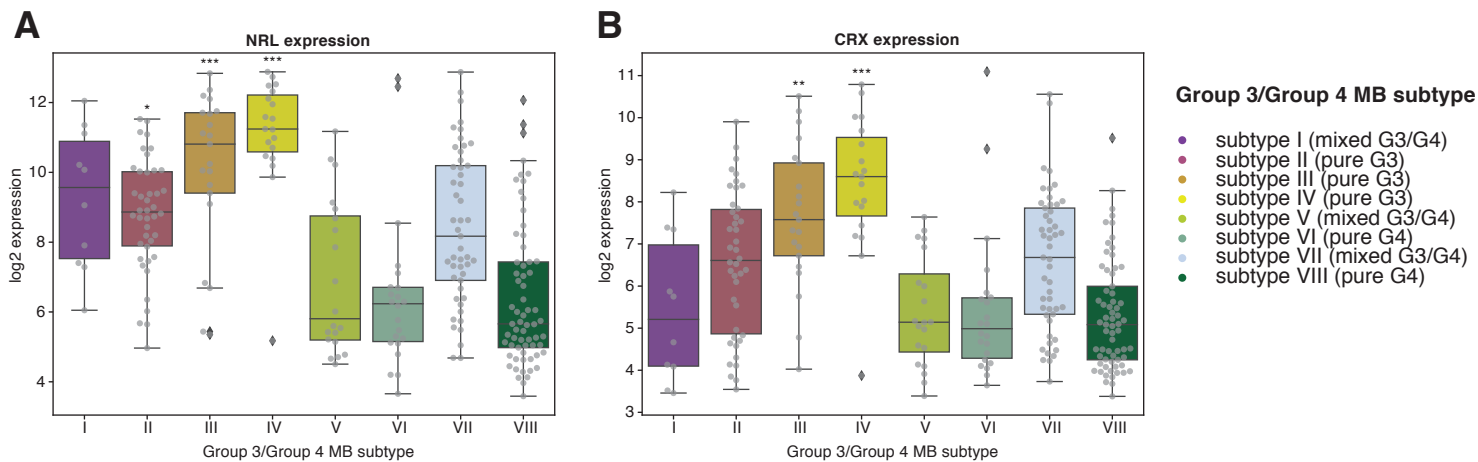 A
NRL expression
log2 expression
12
10
8
6
4
*
***
***
I II III IV V VI VII VIII
Group 3/Group 4 MB subtype
B
CRX expression
log2 expression
11
10
9
8
7
6
5
4
3
**
***
I II III IV V VI VII VIII
Group 3/Group 4 MB subtype
Group 3/Group 4 MB subtype
subtype I (mixed G3/G4)
subtype II (pure G3)
subtype III (pure G3)
subtype IV (pure G3)
subtype V (mixed G3/G4)
subtype VI (pure G4)
subtype VII (mixed G3/G4)
subtype VIII (pure G4)